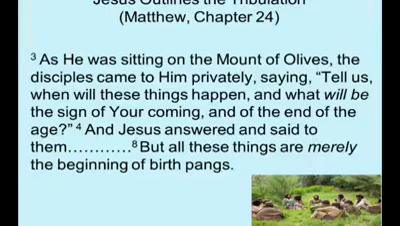 Jesus Outlines the Tribulation
(Matthew, Chapter 24)
³ As He was sitting on the Mount of Olives, the
disciples came to Him privately, saying, “Tell us,
when will these things happen, and what will be
the sign of Your coming, and of the end of the
age?” ⁴ And Jesus answered and said to
them…………⁸ But all these things are merely
the beginning of birth pangs.